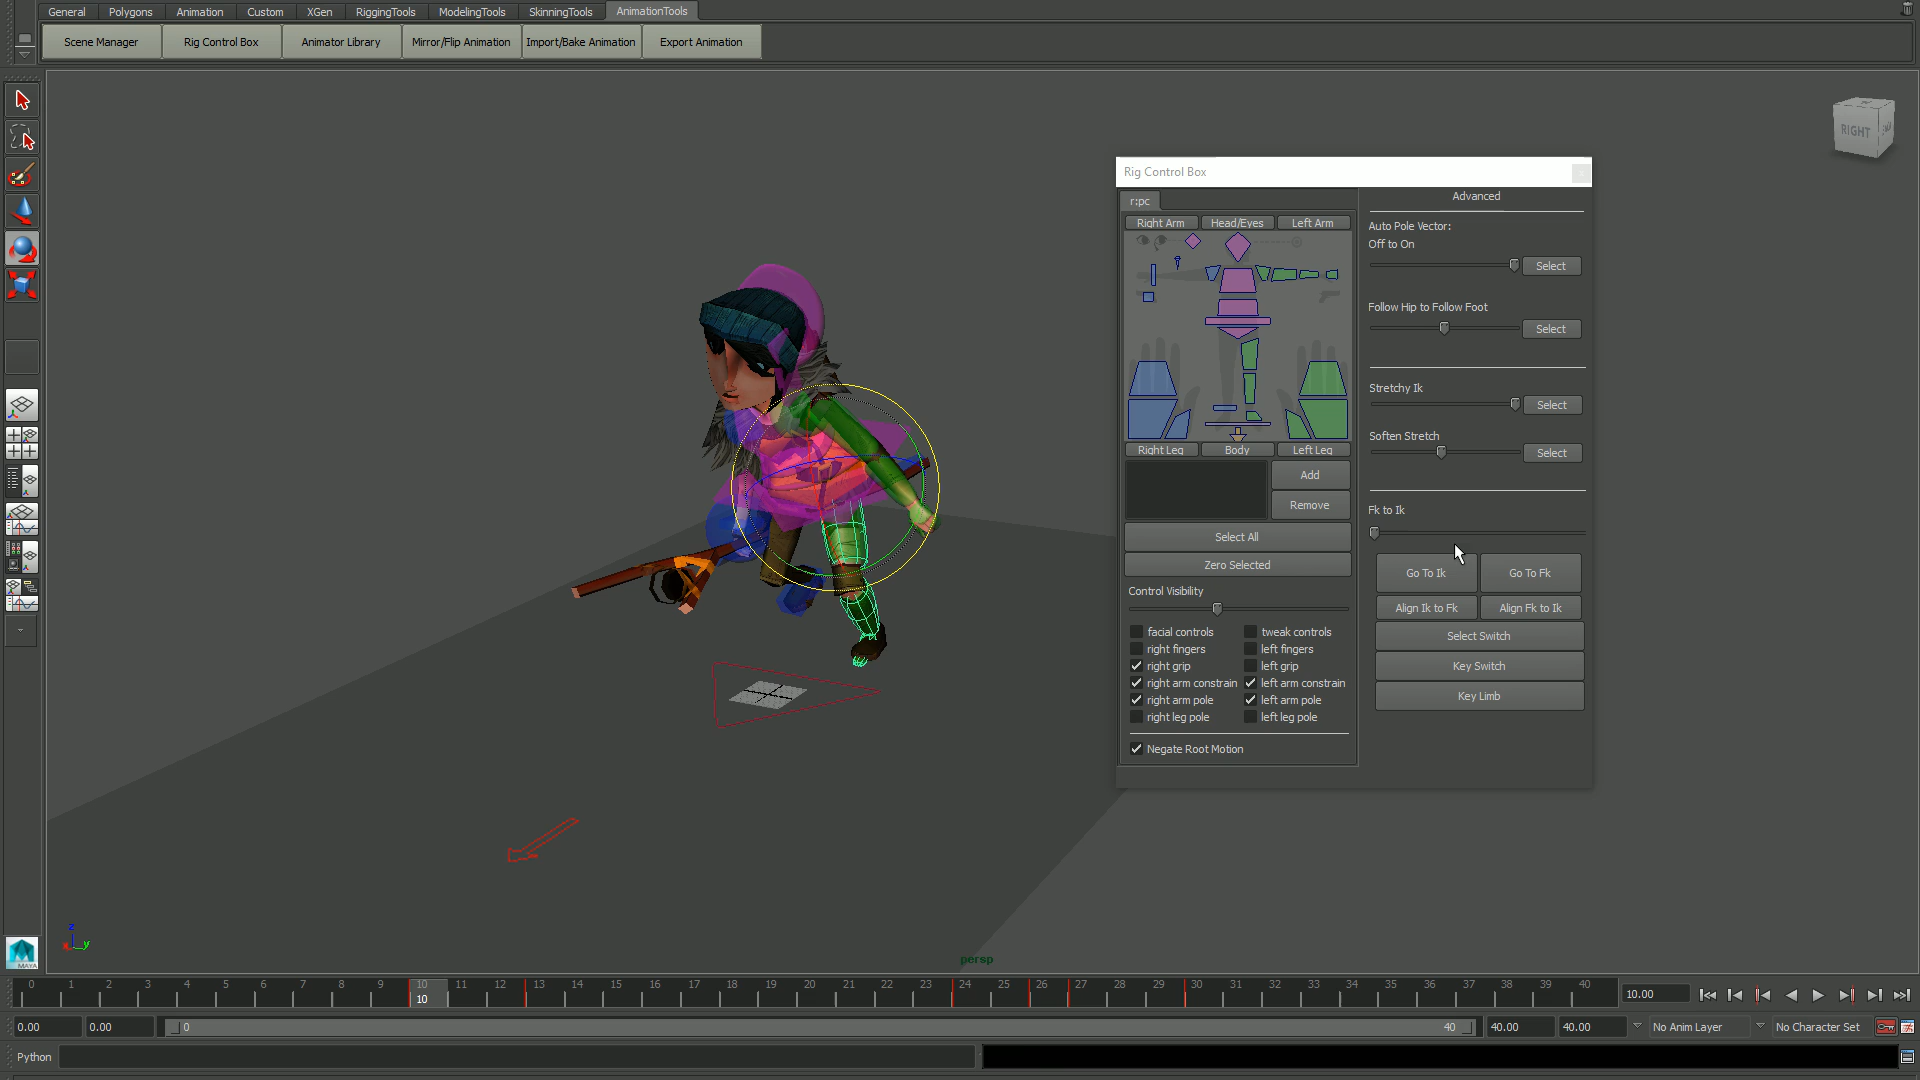 General Polygons Animation Custom XGen RiggingTools ModelingTools SkinningTools AnimationTools
Scene Manager Rig Control Box Animator Library Mirror/Flip Animation Import/Bake Animation Export Animation
RIGHT
Rig Control Box
r:pc
Advanced
Right Arm Head/Eyes Left Arm
Auto Pole Vector:
Off to On
Select
Follow Hip to Follow Foot
Select
Stretchy Ik
Select
Soften Stretch
Select
Right Leg Body Left Leg
Add
Remove
Select All
Zero Selected
Fk to Ik
Go To Ik Go To Fk
Align Ik to Fk Align Fk to Ik
Select Switch
Key Switch
Key Limb
Control Visibility
facial controls tweak controls
right fingers left fingers
right grip left grip
right arm constrain left arm constrain
right arm pole left arm pole
right leg pole left leg pole
Negate Root Motion
z
x y
MAYA
persp
0 1 2 3 4 5 6 7 8 9 10 11 12 13 14 15 16 17 18 19 20 21 22 23 24 25 26 27 28 29 30 31 32 33 34 35 36 37 38 39 40
10
10.00
0.00 0.00 0 40 40.00 40.00 No Anim Layer No Character Set
Python